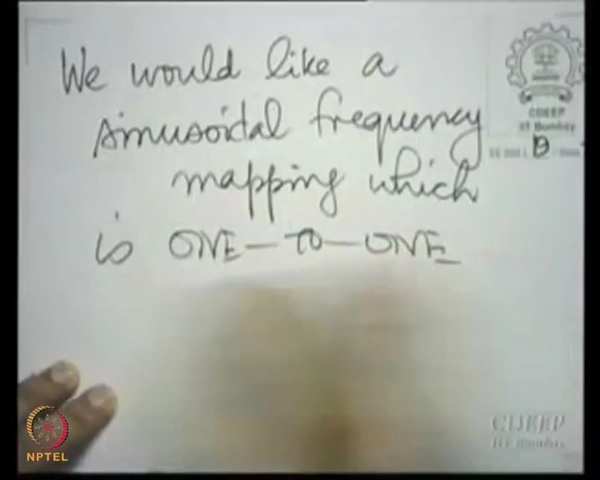 We would like a
sinusoidal frequency
mapping which
is ONE-TO-ONE
CDEEP
IIT Bombay
CDEEP
IIT Bombay
NPTEL